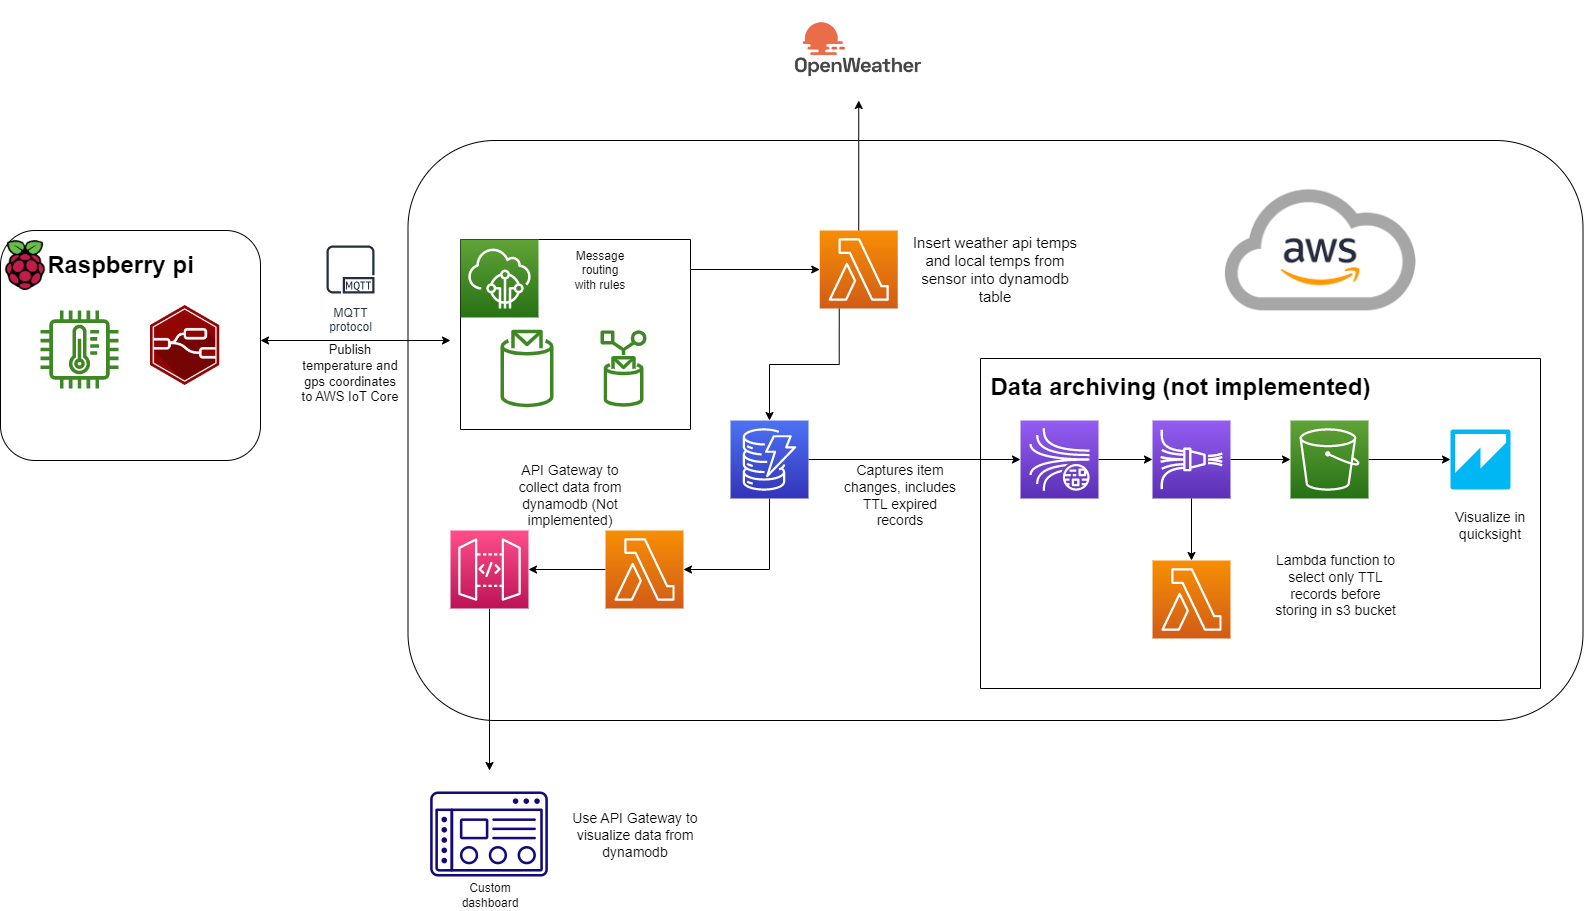 OpenWeather
Raspberry pi
MQTT
MQTT
protocol
Publish
temperature and
gps coordinates
to AWS IoT Core
Message
routing
with rules
Insert weather api temps
and local temps from
sensor into dynamodb
table
aws
Data archiving (not implemented)
API Gateway to
collect data from
dynamodb (Not
implemented)
</>
Captures item
changes, includes
TTL expired
records
Visualize in
quicksight
Lambda function to
select only TTL
records before
storing in s3 bucket
Use API Gateway to
visualize data from
dynamodb
Custom
dashboard